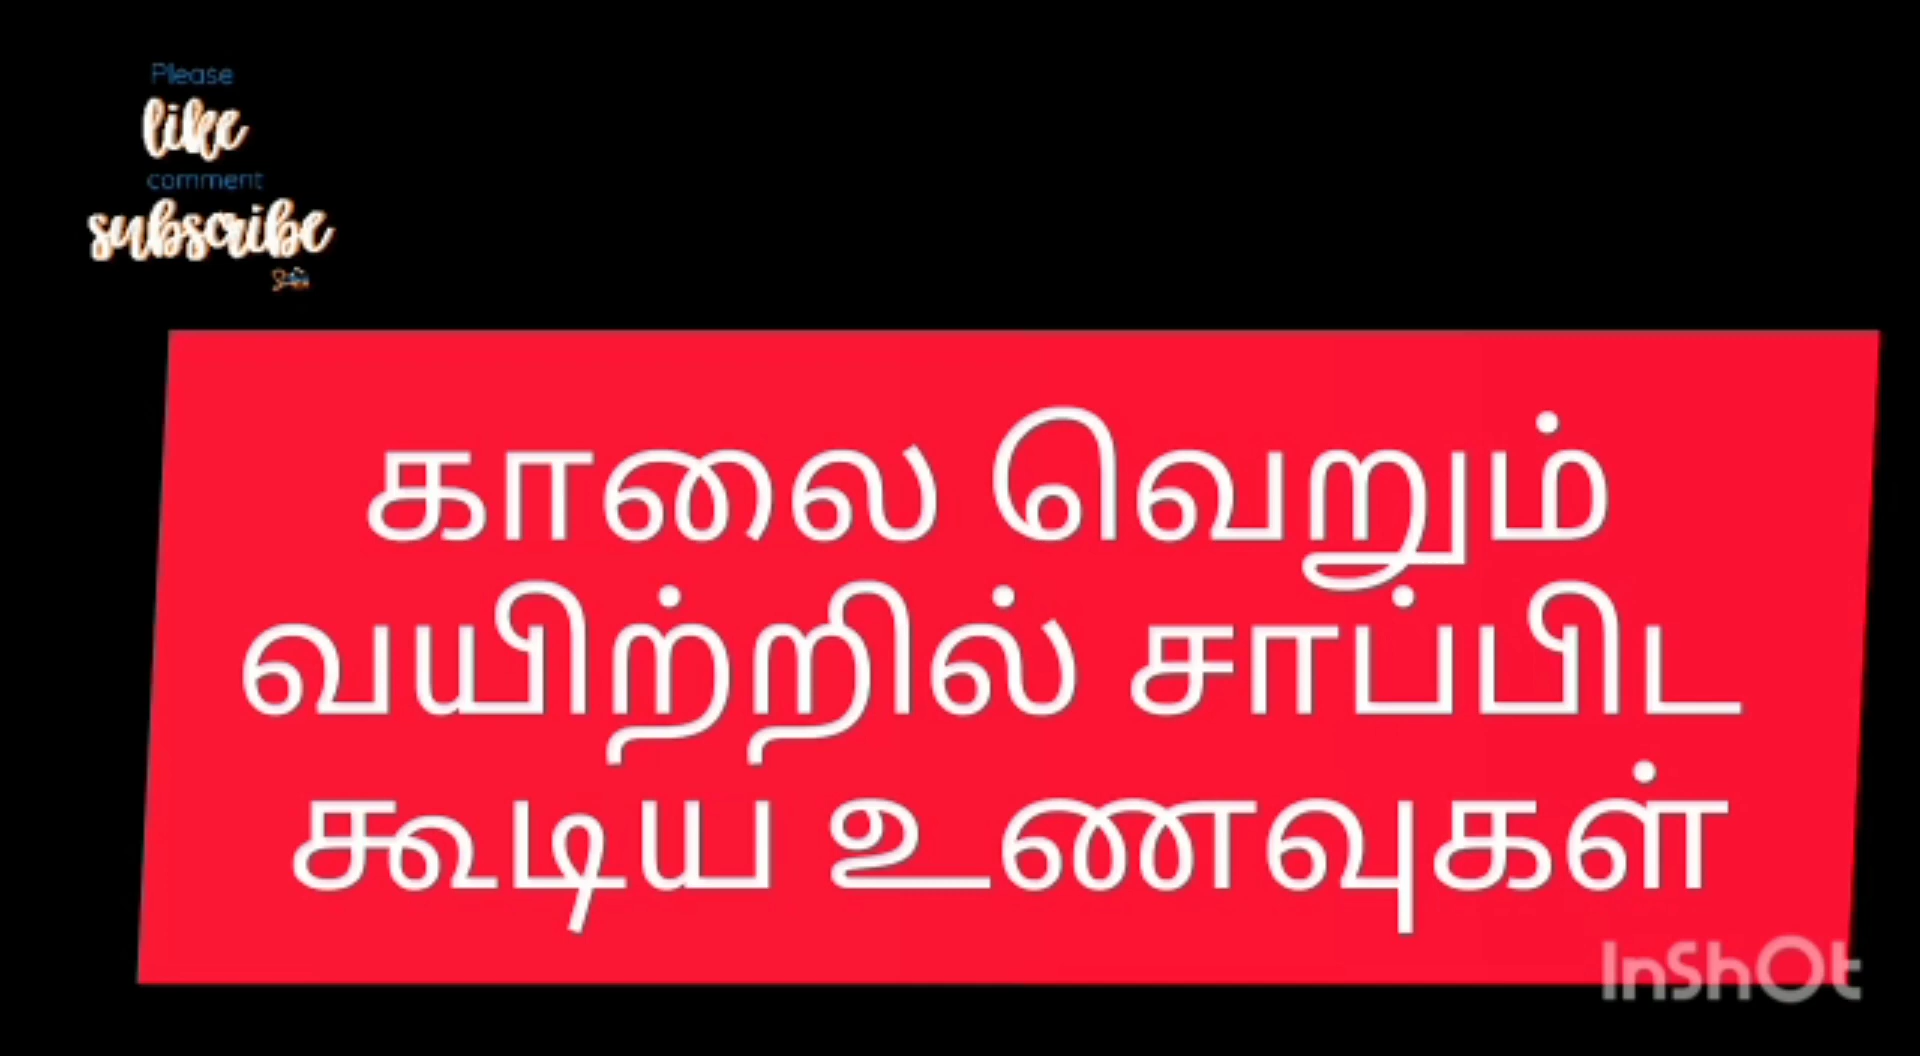 Please
like
comment
subscribe
காலை வெறும்
வயிற்றில் சாப்பிட
கூடிய உணவுகள்
InShOt